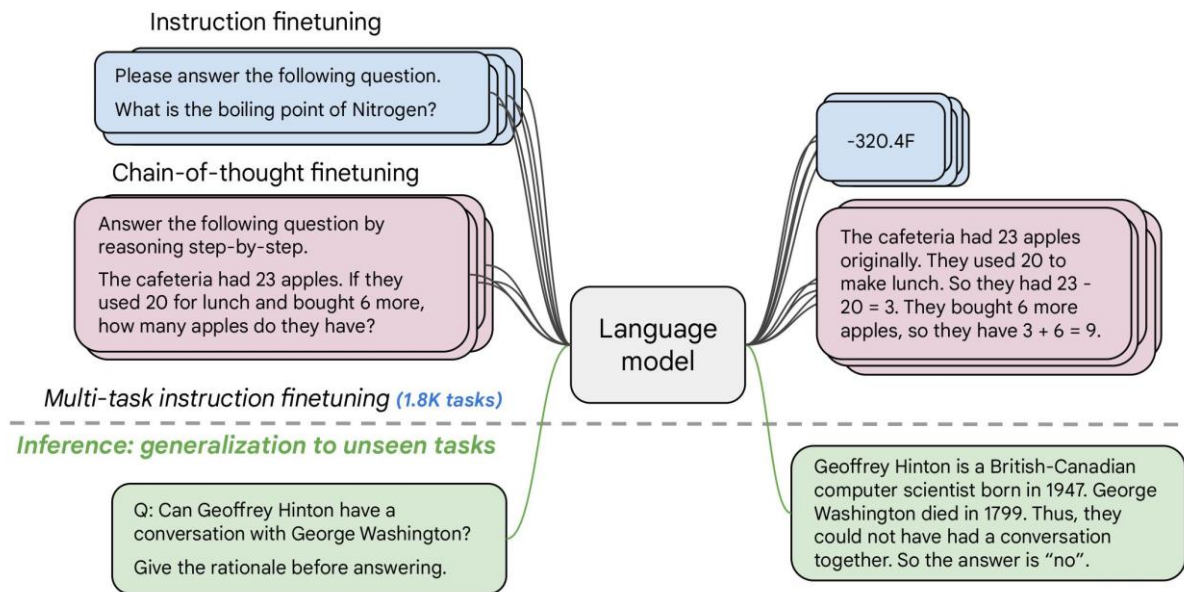 Instruction finetuning
Please answer the following question.
What is the boiling point of Nitrogen?
-320.4F
Chain-of-thought finetuning
Answer the following question by
reasoning step-by-step.
The cafeteria had 23 apples. If they
used 20 for lunch and bought 6 more,
how many apples do they have?
Language
model
The cafeteria had 23 apples
originally. They used 20 to
make lunch. So they had 23 -
20 = 3. They bought 6 more
apples, so they have 3 + 6 = 9.
Multi-task instruction finetuning (1.8K tasks)
Inference: generalization to unseen tasks
Q: Can Geoffrey Hinton have a
conversation with George Washington?
Give the rationale before answering.
Geoffrey Hinton is a British-Canadian
computer scientist born in 1947. George
Washington died in 1799. Thus, they
could not have had a conversation
together. So the answer is “no”.